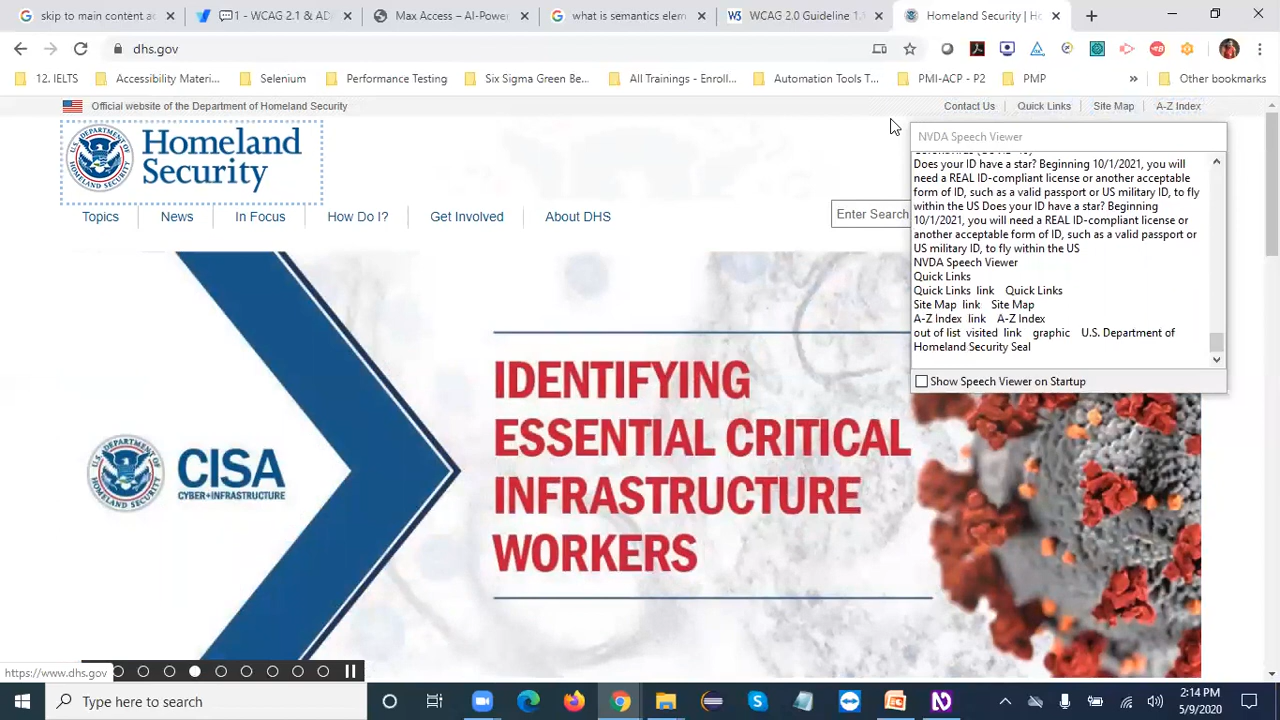 skip to main content ac
1 - WCAG 2.1 & AD
Max Access – AI-Powe
what is semantics elem
WCAG 2.0 Guideline 1.
Homeland Security | Ho
dhs.gov
12. IELTS
Accessibility Materi...
Selenium
Performance Testing
Six Sigma Green Be...
All Trainings - Enroll...
Automation Tools T...
PMI-ACP - P2
PMP
Other bookmarks
Official website of the Department of Homeland Security
Contact Us
Quick Links
Site Map
A-Z Index
Homeland
Security
Topics
News
In Focus
How Do I?
Get Involved
About DHS
Enter Search
NVDA Speech Viewer
Does your ID have a star? Beginning 10/1/2021, you will
need a REAL ID-compliant license or another acceptable
form of ID, such as a valid passport or US military ID, to fly
within the US Does your ID have a star? Beginning
10/1/2021, you will need a REAL ID-compliant license or
another acceptable form of ID, such as a valid passport or
US military ID, to fly within the US
NVDA Speech Viewer
Quick Links
Quick Links link Quick Links
Site Map link Site Map
A-Z Index link A-Z Index
out of list visited link graphic U.S. Department of
Homeland Security Seal
Show Speech Viewer on Startup
CISA
CYBER+INFRASTRUCTURE
IDENTIFYING
ESSENTIAL CRITICAL
INFRASTRUCTURE
WORKERS
https://www.dhs.gov
Type here to search
2:14 PM
5/9/2020